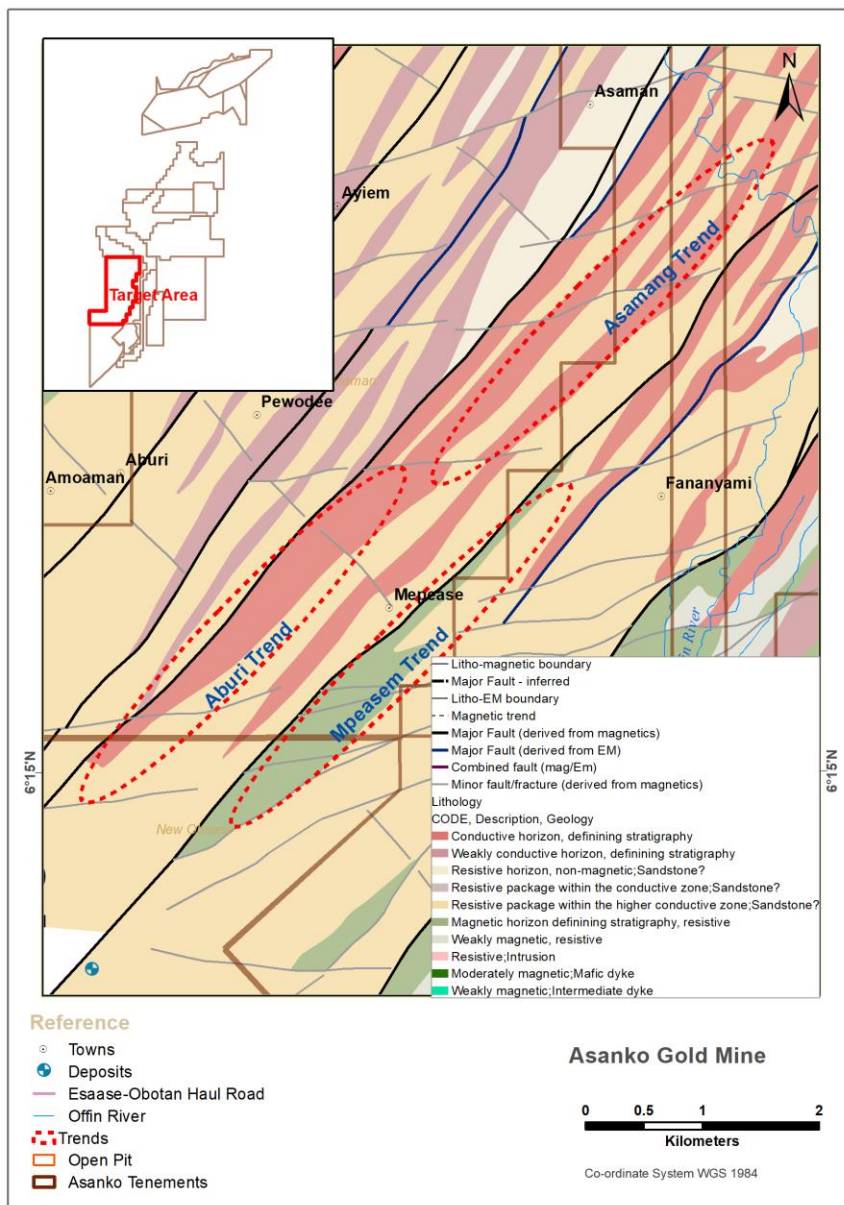 Target Area
N
Asaman
Ayiem
Asamang Trend
Pewodee
Aburi
Amoaman
Fananyami
Mepease
Aburi Trend
Mpeasem Trend
6°15'N
6°15'N
Litho-magnetic boundary
Major Fault - inferred
Litho-EM boundary
Magnetic trend
Major Fault (derived from magnetics)
Major Fault (derived from EM)
Combined fault (mag/Em)
Minor fault/fracture (derived from magnetics)
Lithology
CODE, Description, Geology
Conductive horizon, definining stratigraphy
Weakly conductive horizon, definining stratigraphy
Resistive horizon, non-magnetic;Sandstone?
Resistive package within the conductive zone;Sandstone?
Resistive package within the higher conductive zone;Sandstone?
Magnetic horizon definining stratigraphy, resistive
Weakly magnetic, resistive
Resistive;Intrusion
Moderately magnetic;Mafic dyke
Weakly magnetic;Intermediate dyke
Reference
Towns
Deposits
Esaase-Obotan Haul Road
Offin River
Trends
Open Pit
Asanko Tenements
Asanko Gold Mine
0 0.5 1 2
Kilometers
Co-ordinate System WGS 1984